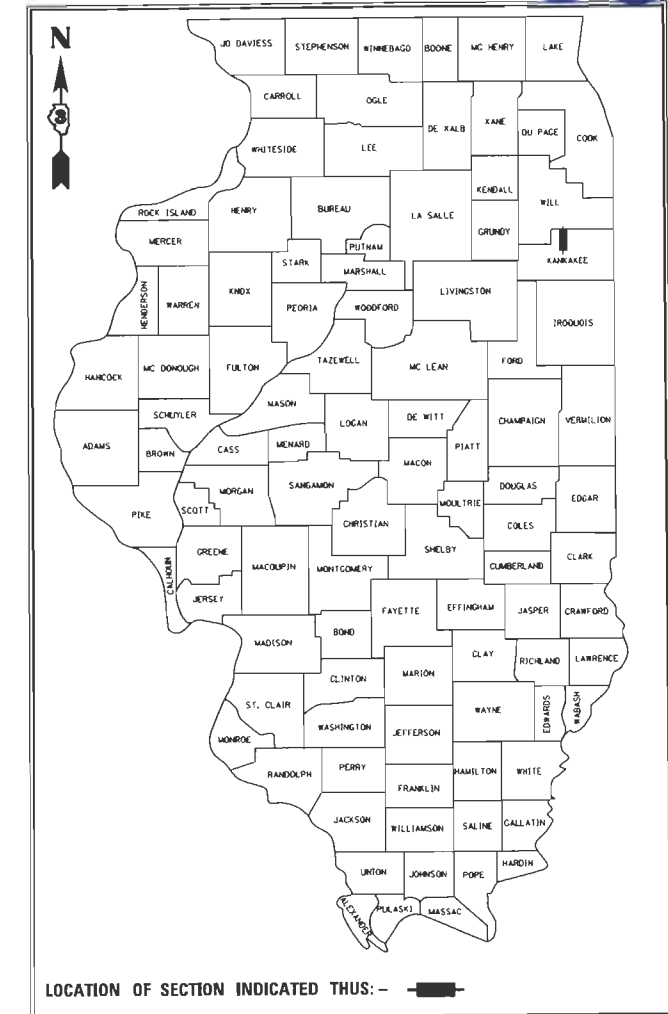 N
3
JO DAVIESS STEPHENSON WINNEBAGO BOONE MC HENRY LAKE
CARROLL OGLE DE KALB KANE DU PAGE COOK
WHITESIDE LEE
KENDALL WILL
ROCK ISLAND HENRY BUREAU LA SALLE
GRUNDY
MERCER PUTNAM
STARK MARSHALL KANKAKEE
HENDERSON WARREN KNOX PEORIA WOODFORD LIVINGSTON
IROQUOIS
HANCOCK MC DONOUGH FULTON TAZEWELL MC LEAN FORD
MASON
SCHUYLER LOGAN DE WITT CHAMPAIGN VERMILION
ADAMS BROWN CASS MENARD PIATT
MACON
MORGAN SANGAMON DOUGLAS EDGAR
PIKE SCOTT MOULTRIE
CHRISTIAN COLES
GREENE MACOUPIN MONTGOMERY SHELBY CUMBERLAND CLARK
CALHOUN
JERSEY FAYETTE EFFINGHAM JASPER CRAWFORD
MADISON BOND
CLAY RICHLAND LAWRENCE
CLINTON MARION
ST. CLAIR WAYNE EDWARDS WABASH
WASHINGTON JEFFERSON
MONROE
RANDOLPH PERRY HAMILTON WHITE
FRANKLIN
JACKSON WILLIAMSON SALINE GALLATIN
UNION JOHNSON POPE HARDIN
ALEXANDER PULASKI MASSAC
LOCATION OF SECTION INDICATED THUS: –